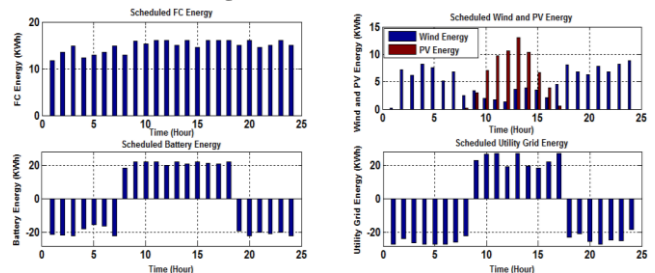 Scheduled FC Energy
FC Energy (KWh)
20
10
0
0 5 10 15 20 25
Time (Hour)
Scheduled Wind and PV Energy
Wind and PV Energy (KWh)
15
10
5
0
Wind Energy
PV Energy
0 5 10 15 20 25
Time (Hour)
Scheduled Battery Energy
Battery Energy (KWh)
20
0
-20
0 5 10 15 20 25
Time (Hour)
Scheduled Utility Grid Energy
Utility Grid Energy (KWh)
20
0
-20
0 5 10 15 20 25
Time (Hour)